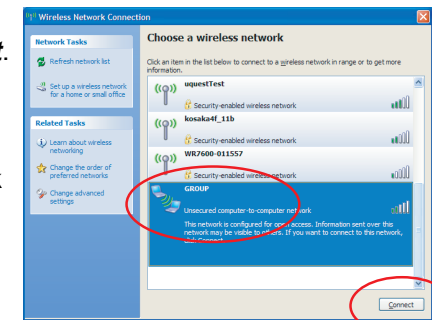 Wireless Network Connection
t.
Network Tasks
Refresh network list
Set up a wireless network
for a home or small office
Related Tasks
Learn about wireless
networking
Change the order of
preferred networks
Change advanced
settings
Choose a wireless network
Click an item in the list below to connect to a wireless network in range or to get more
information.
uquestTest
Security-enabled wireless network
kosaka4f_11b
Security-enabled wireless network
WR7600-011557
Security-enabled wireless network
GROUP
Unsecured computer-to-computer network
This network is configured for open access. Information sent over this
network may be visible to others. If you want to connect to this network,
click Connect.
Connect